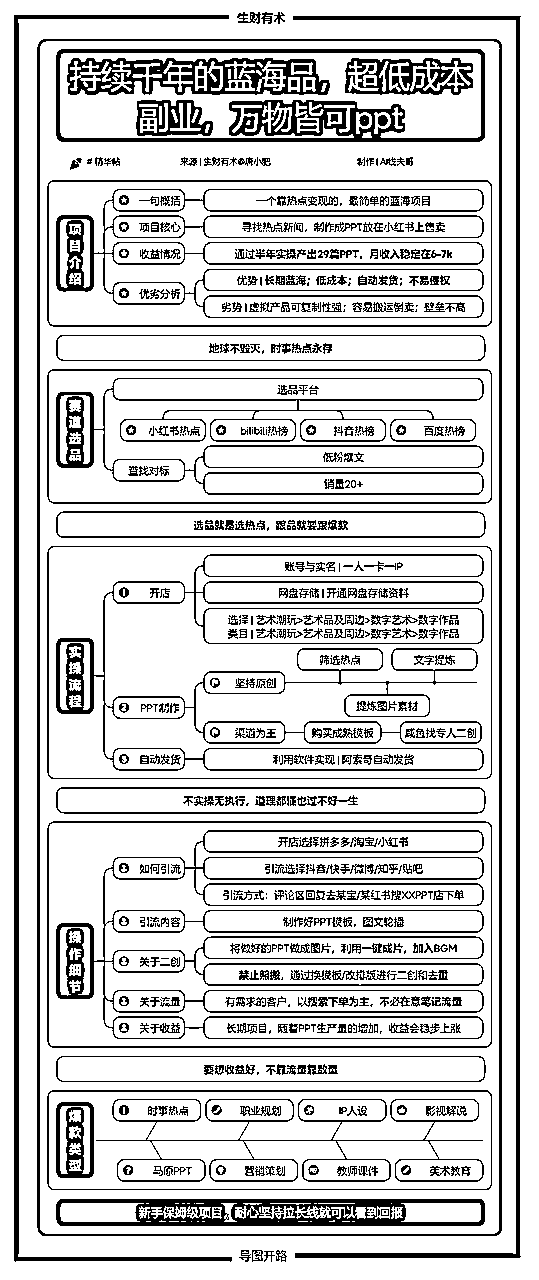 生财有术
持续千年的蓝海品，超低成本
副业，万物皆可ppt
#精华帖
来源|生财有术@唐小肥
制作|AI找夫哥
项目介绍
一句概括
一个靠热点变现的，最简单的蓝海项目
项目核心
寻找热点新闻，制作成PPT放在小红书上售卖
收益情况
通过半年实操产出29篇PPT，月收入稳定在6-7k
优劣分析
优势|长期蓝海；低成本；自动发货；不易侵权
劣势|虚拟产品可复制性强；容易搬运倒卖；壁垒不高
地球不毁灭，时事热点永存
赛道选品
选品平台
小红书热点
bilibili热榜
抖音热榜
百度热榜
查找对标
低粉爆文
销量20+
选品就是选热点，跟品就要跟爆款
实操流程
开店
账号与实名|一人一卡一IP
网盘存储|开通网盘存储资料
选择|艺术潮玩>艺术品及周边>数字艺术>数字作品
类目|艺术潮玩>艺术品及周边>数字艺术>数字作品
PPT制作
坚持原创
筛选热点
文字提炼
提炼图片素材
渠道为王
购买成熟模板
咸鱼找专人二创
自动发货
利用软件实现|阿索哥自动发货
不实操无执行，道理都懂也过不好一生
操作细节
如何引流
开店选择拼多多/淘宝/小红书
引流选择抖音/快手/微博/知乎/贴吧
引流方式：评论区回复去某宝/某红书搜XXPPT店下单
引流内容
制作好PPT模板，图文轮播
关于二创
将做好的PPT做成图片，利用一键成片，加入BGM
禁止照搬，通过换模板/改排版进行二创和去重
关于流量
有需求的客户，以搜索下单为主，不必在意笔记流量
关于收益
长期项目，随着PPT生产量的增加，收益会稳步上涨
要想收益好，不靠流量靠数量
爆款类型
时事热点
职业规划
IP人设
影视解说
马原PPT
营销策划
教师课件
美术教育
新手保姆级项目，耐心坚持拉长线就可以看到回报
导图开路